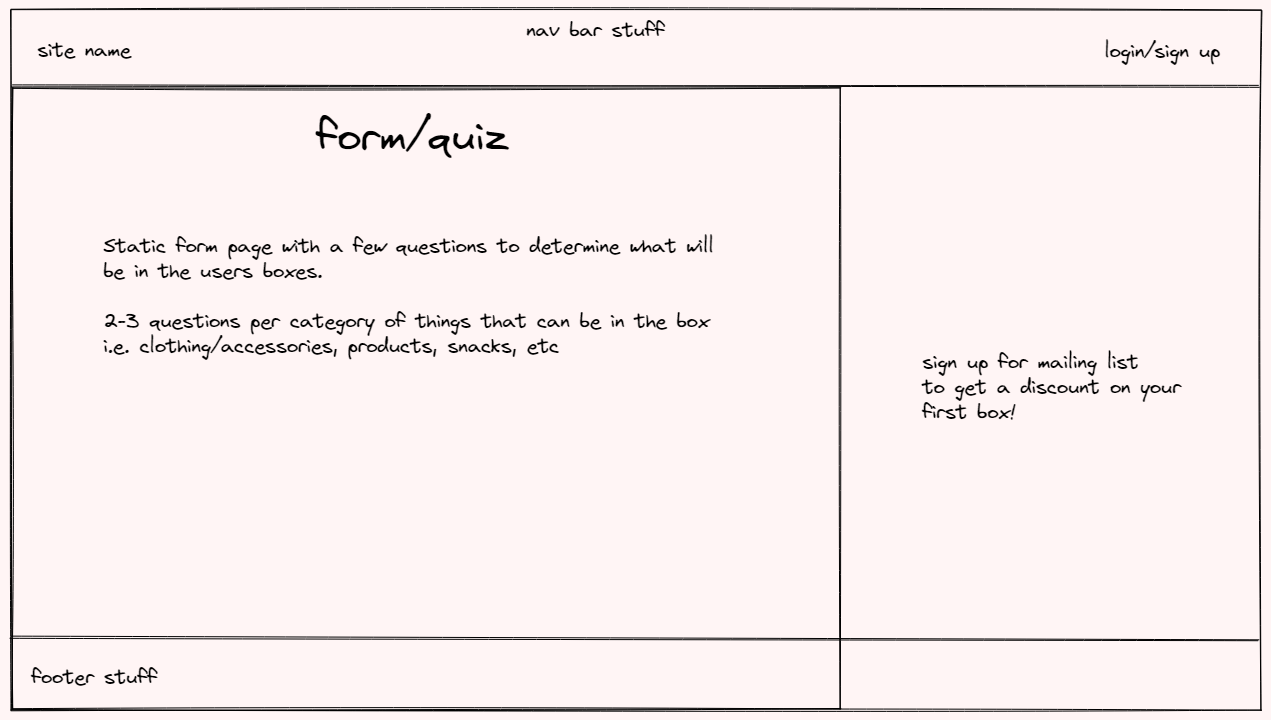 nav bar stuff
site name
login/sign up
form/quiz
Static form page with a few questions to determine what will
be in the users boxes.
2-3 questions per category of things that can be in the box
i.e. clothing/accessories, products, snacks, etc
sign up for mailing list
to get a discount on your
first box!
footer stuff